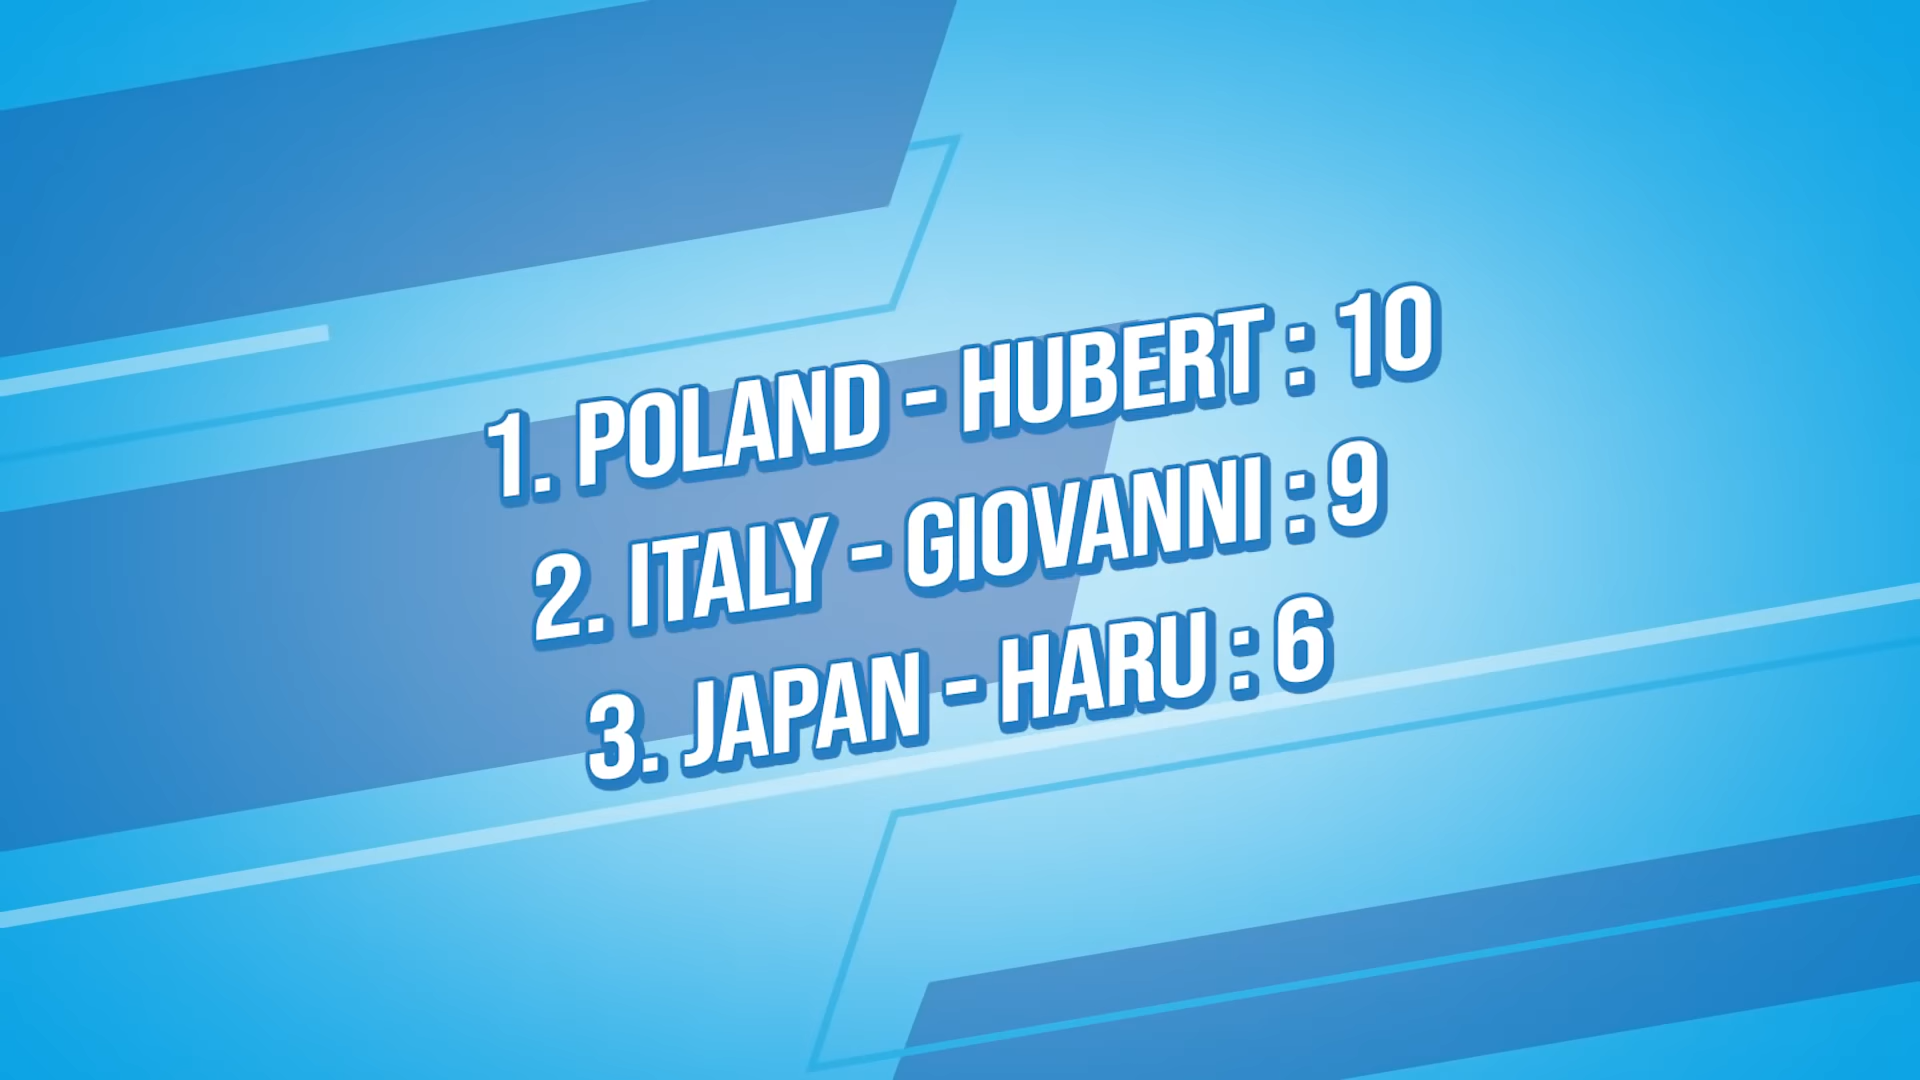 1. POLAND - HUBERT : 10
2. ITALY - GIOVANNI : 9
3. JAPAN - HARU : 6